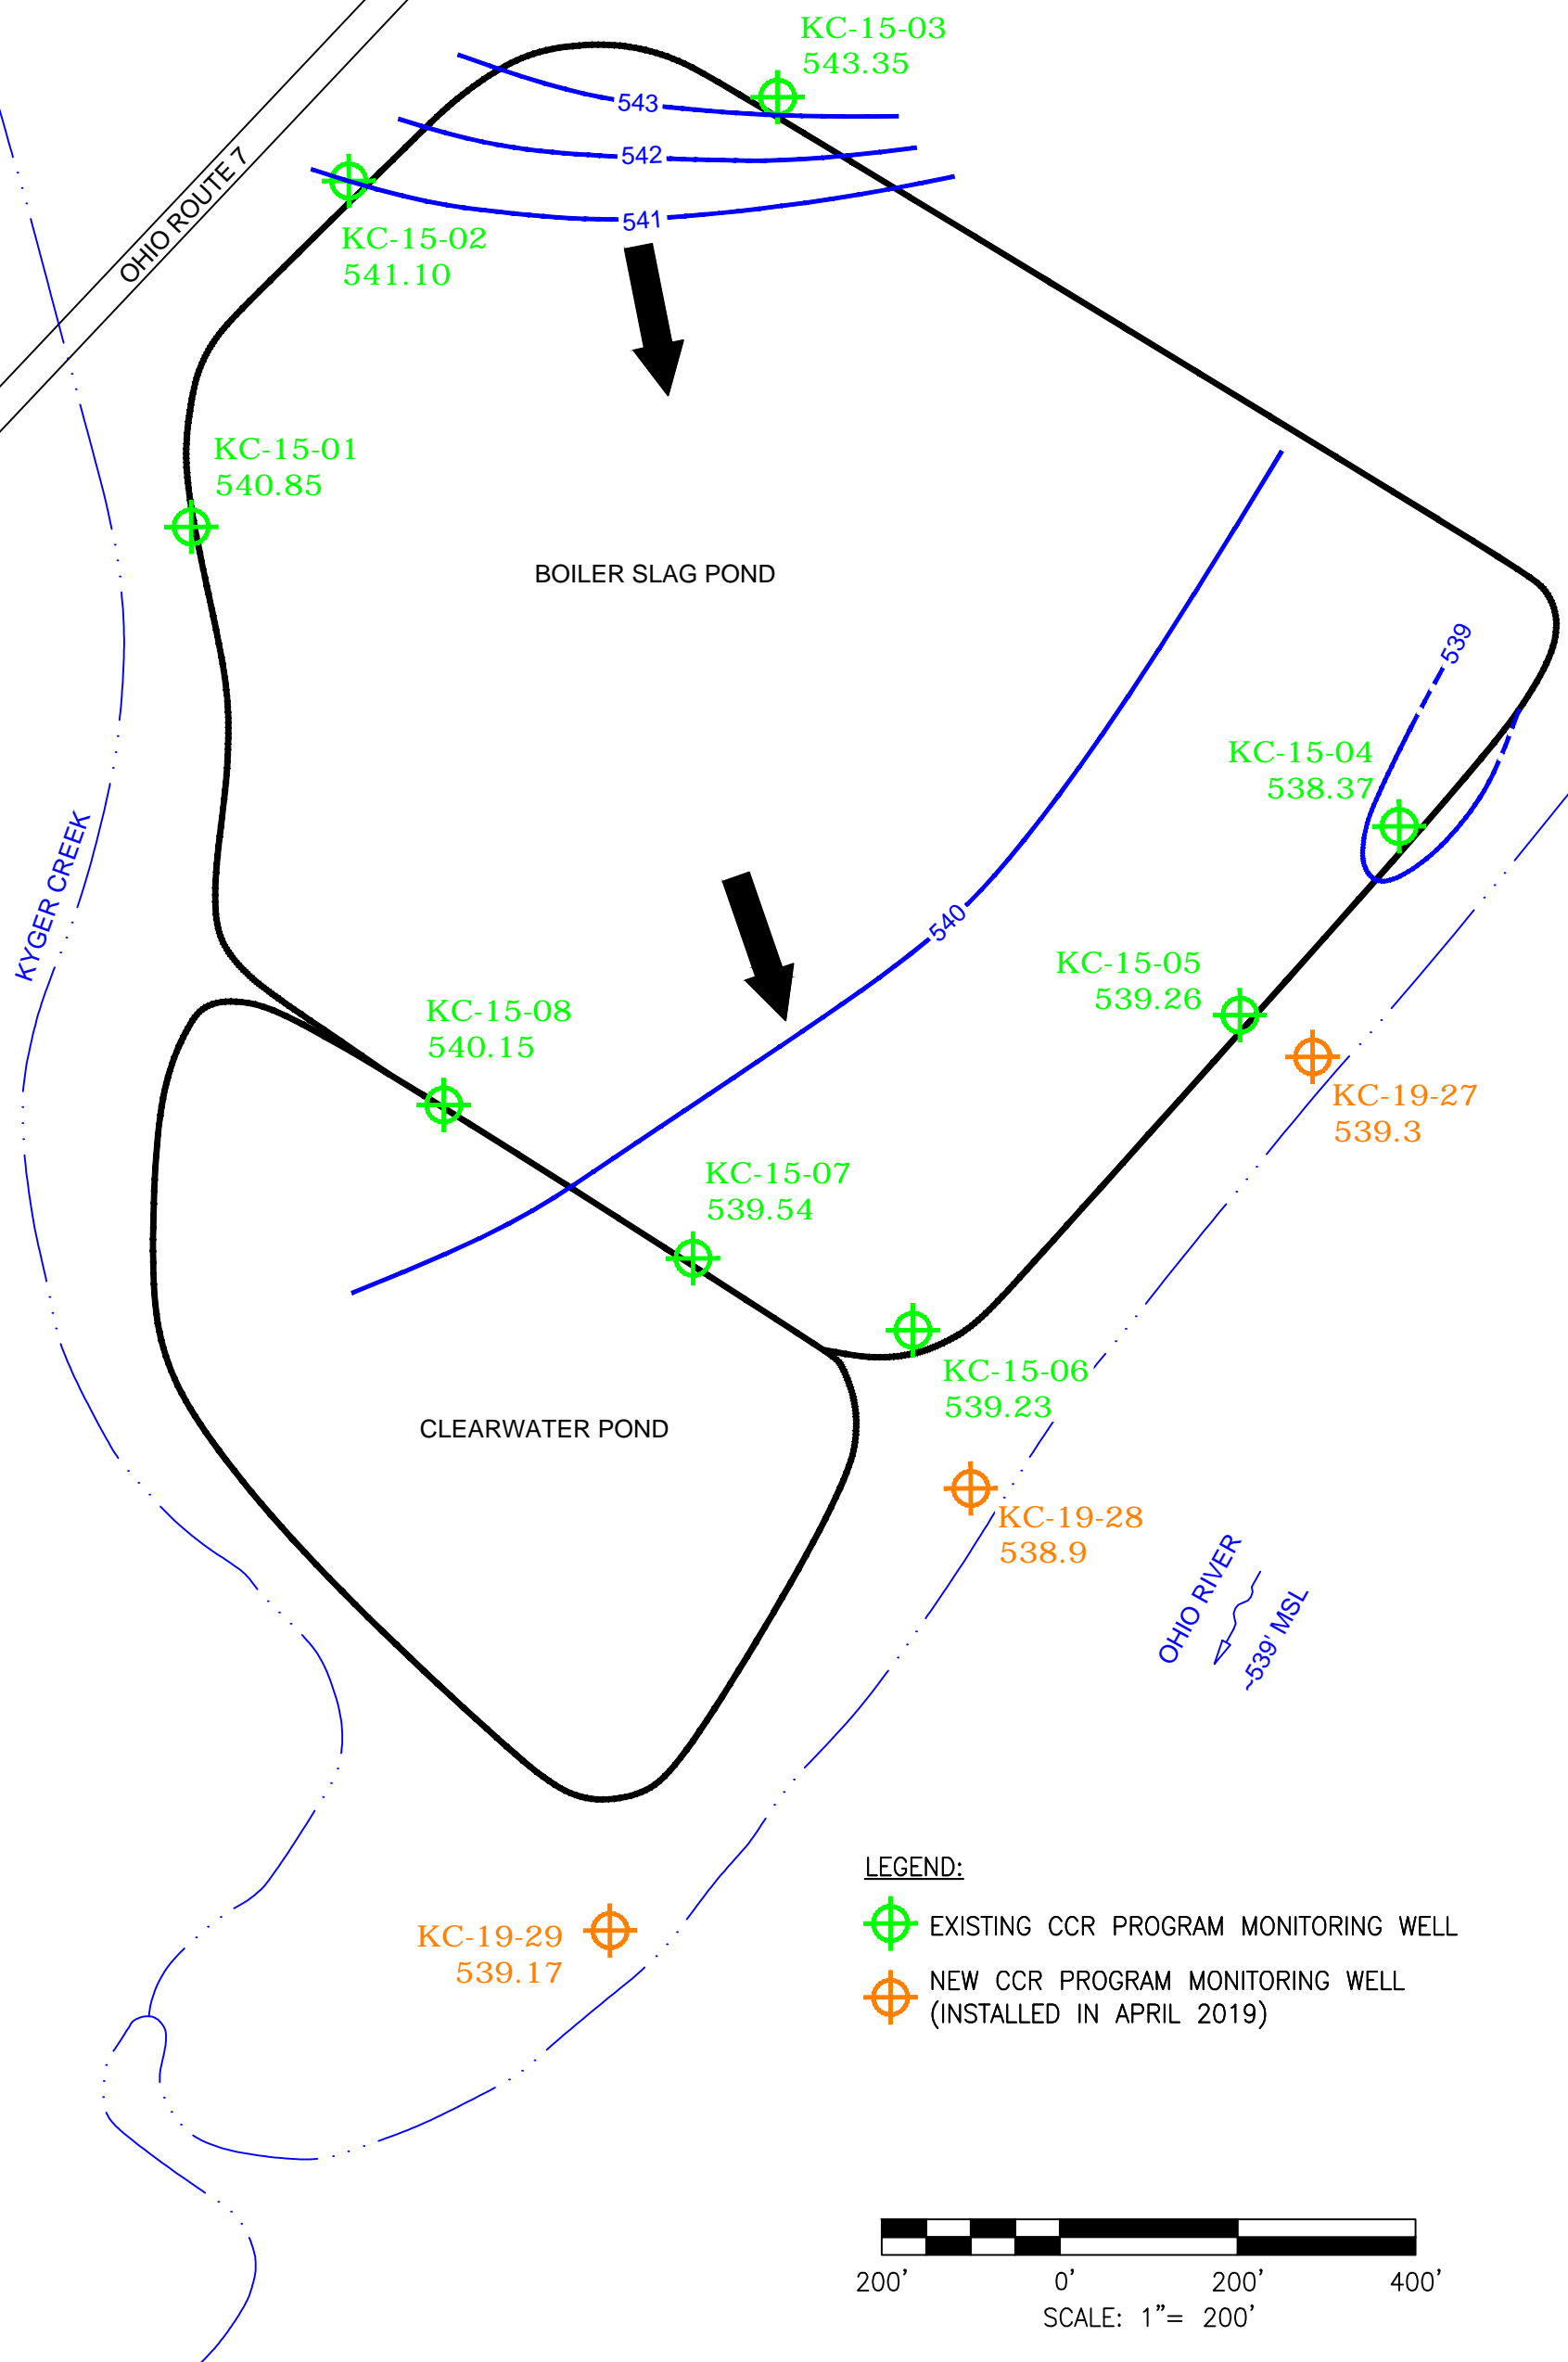 KC-15-03
543.35
543
542
541
OHIO ROUTE 7
KC-15-02
541.10
KC-15-01
540.85
BOILER SLAG POND
539
KC-15-04
538.37
KYGER CREEK
540
KC-15-05
539.26
KC-15-08
540.15
KC-19-27
539.3
KC-15-07
539.54
KC-15-06
539.23
CLEARWATER POND
KC-19-28
538.9
OHIO RIVER
~539' MSL
LEGEND:
EXISTING CCR PROGRAM MONITORING WELL
NEW CCR PROGRAM MONITORING WELL
(INSTALLED IN APRIL 2019)
KC-19-29
539.17
200' 0' 200' 400'
SCALE: 1"= 200'